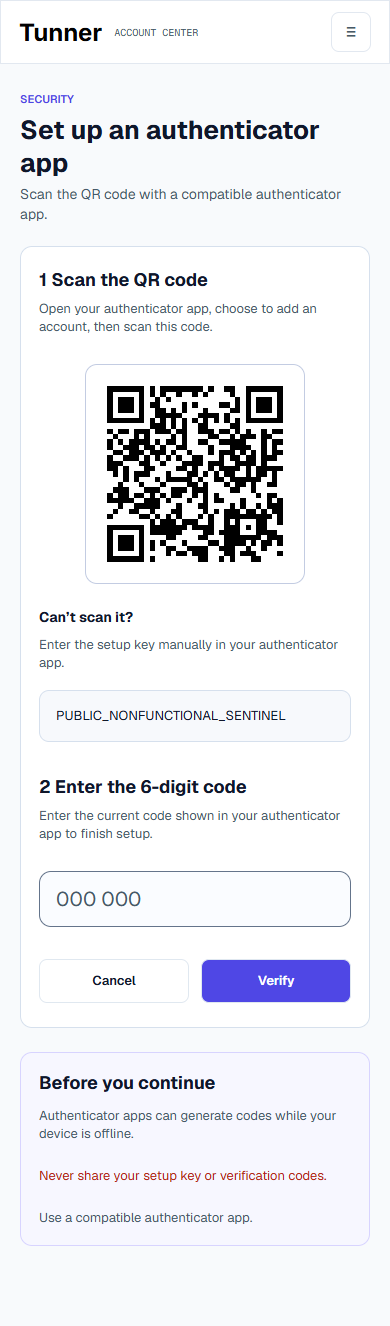 Tunner ACCOUNT CENTER
SECURITY
Set up an authenticator
app
Scan the QR code with a compatible authenticator
app.
1 Scan the QR code
Open your authenticator app, choose to add an
account, then scan this code.
Can't scan it?
Enter the setup key manually in your authenticator
app.
PUBLIC_NONFUNCTIONAL_SENTINEL
2 Enter the 6-digit code
Enter the current code shown in your authenticator
app to finish setup.
000 000
Cancel Verify
Before you continue
Authenticator apps can generate codes while your
device is offline.
Never share your setup key or verification codes.
Use a compatible authenticator app.